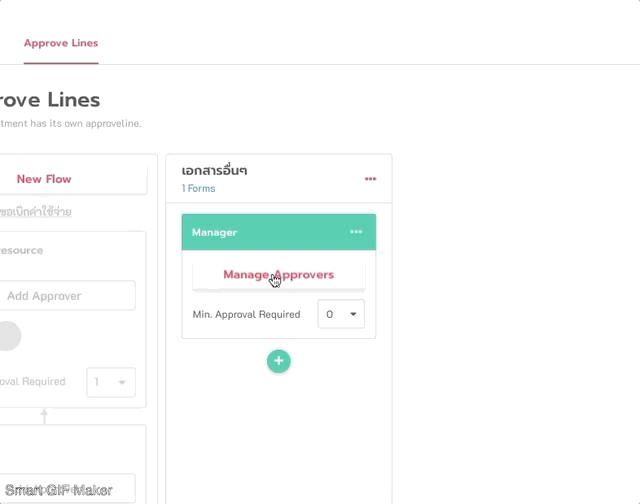 Approve Lines
rove Lines
tment has its own approveline.
New Flow
ขอเบิกค่าใช้จ่าย
esource
Add Approver
oval Required
1
เอกสารอื่นๆ
1 Forms
Manager
Manage Approvers
Min. Approval Required
0
+
Smart GIF Maker